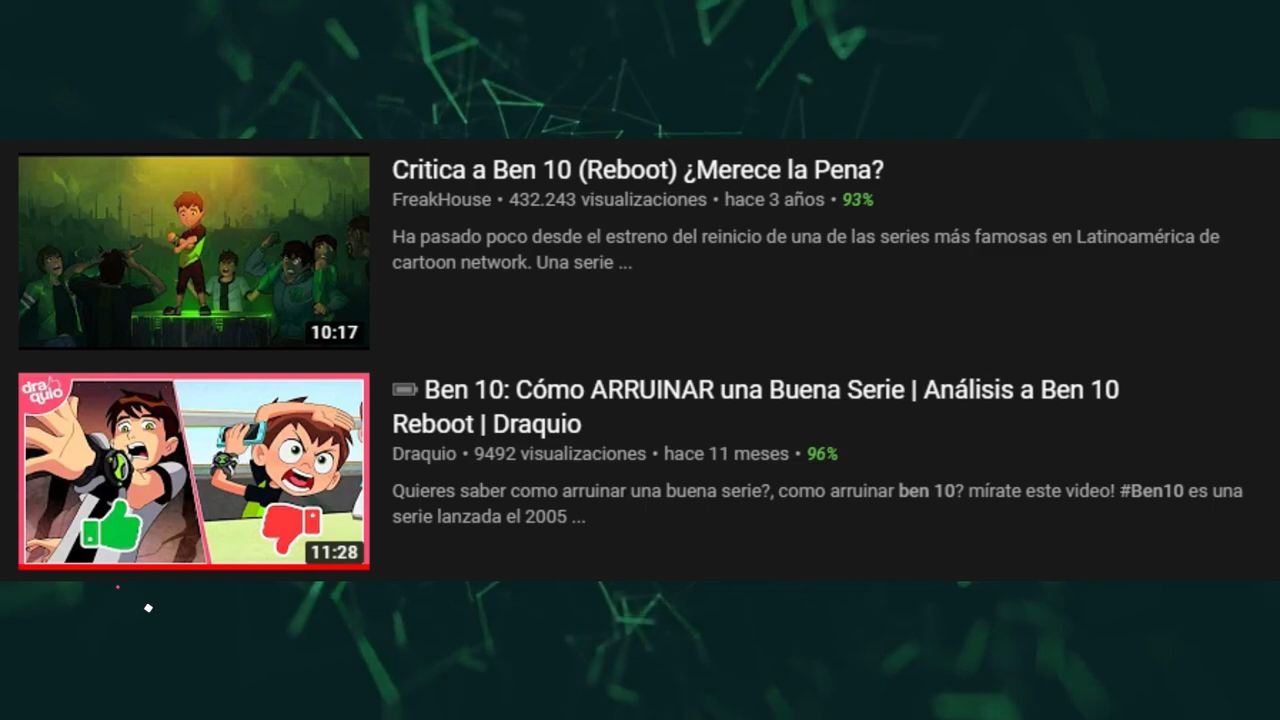 Critica a Ben 10 (Reboot) ¿Merece la Pena?
FreakHouse • 432.243 visualizaciones • hace 3 años • 93%
Ha pasado poco desde el estreno del reinicio de una de las series más famosas en Latinoamérica de
cartoon network. Una serie ...
10:17
dra
quio
Ben 10: Cómo ARRUINAR una Buena Serie | Análisis a Ben 10
Reboot | Draquio
Draquio • 9492 visualizaciones • hace 11 meses • 96%
Quieres saber como arruinar una buena serie?, como arruinar ben 10? mírate este video! #Ben10 es una
serie lanzada el 2005 ...
11:28